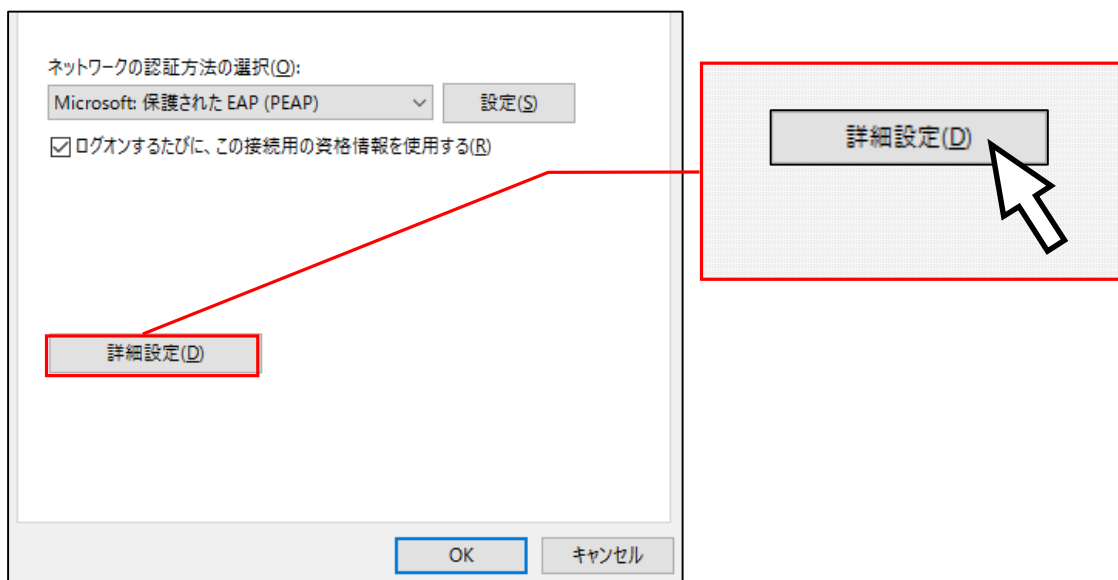 ネットワークの認証方法の選択(O):
Microsoft: 保護された EAP (PEAP)
設定(S)
ログオンするたびに、この接続用の資格情報を使用する(R)
詳細設定(D)
詳細設定(D)
OK
キャンセル